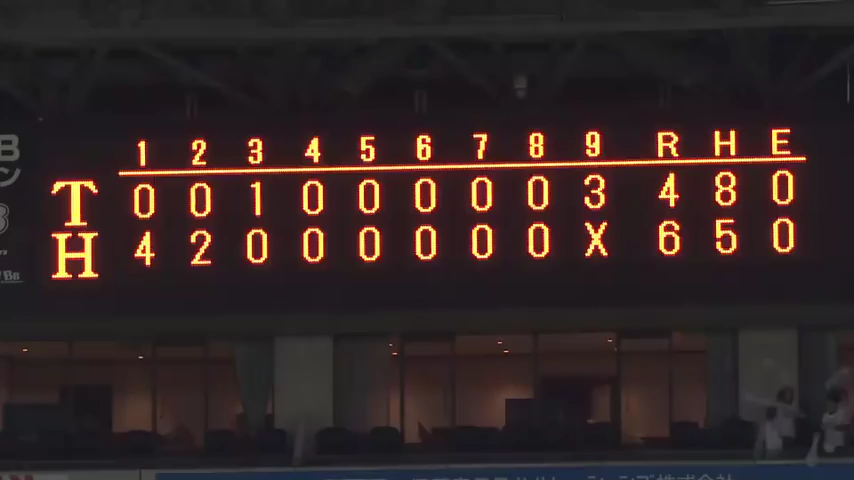 1 2 3 4 5 6 7 8 9 R H E
T 0 0 1 0 0 0 0 0 3 4 8 0
H 4 2 0 0 0 0 0 0 X 6 5 0